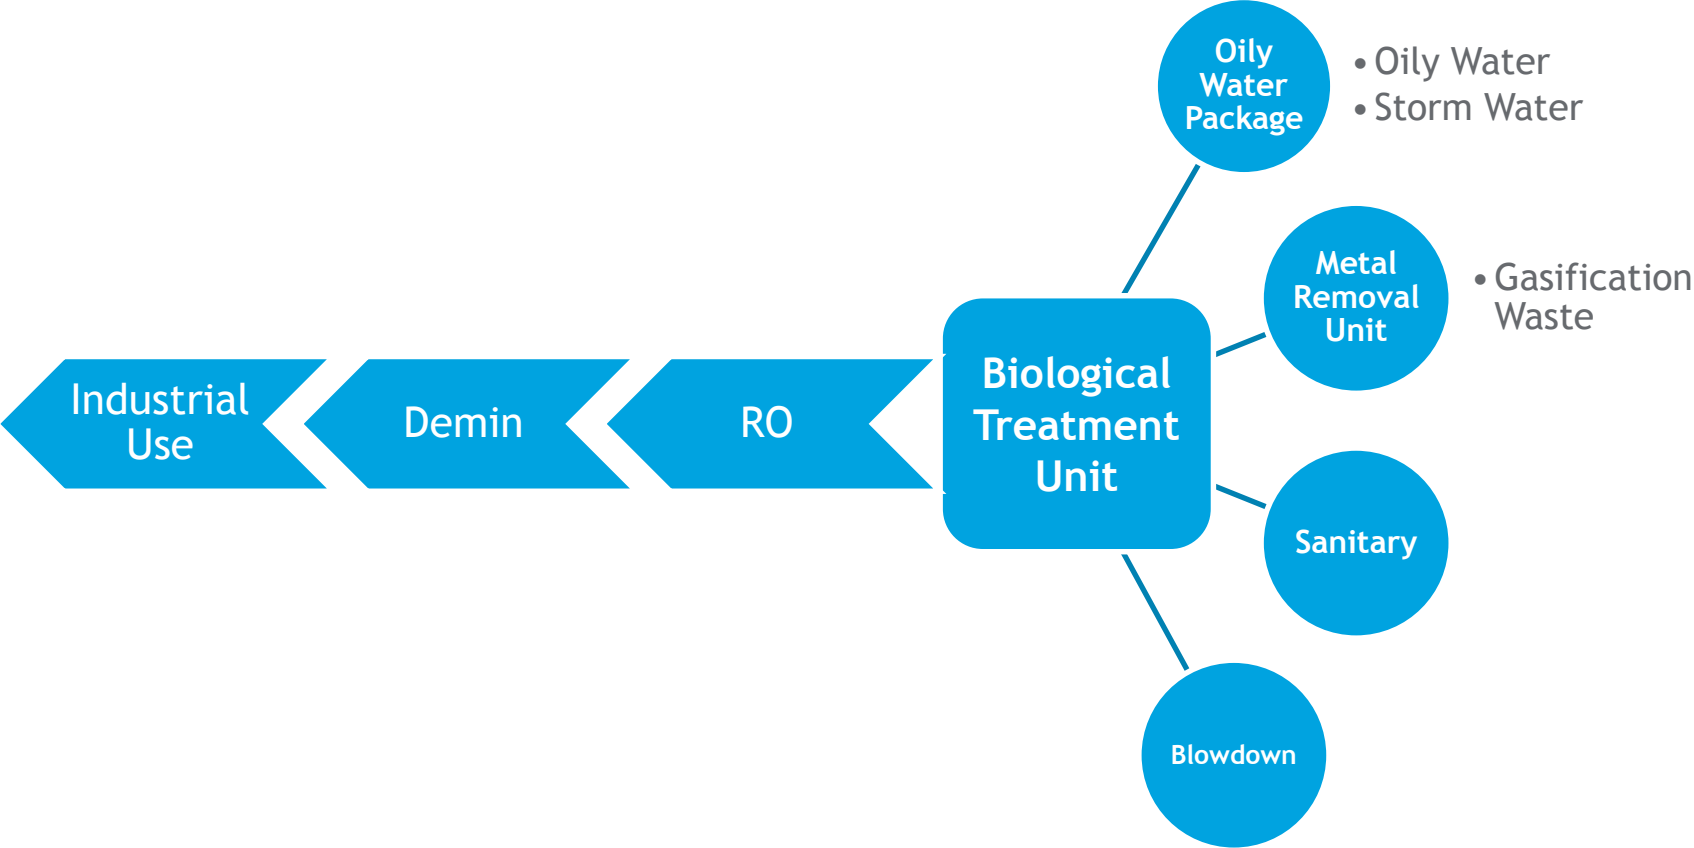 Oily
Water
Package
• Oily Water
• Storm Water
Metal
Removal
Unit
• Gasification
Waste
Industrial
Use
Demin
RO
Biological
Treatment
Unit
Sanitary
Blowdown